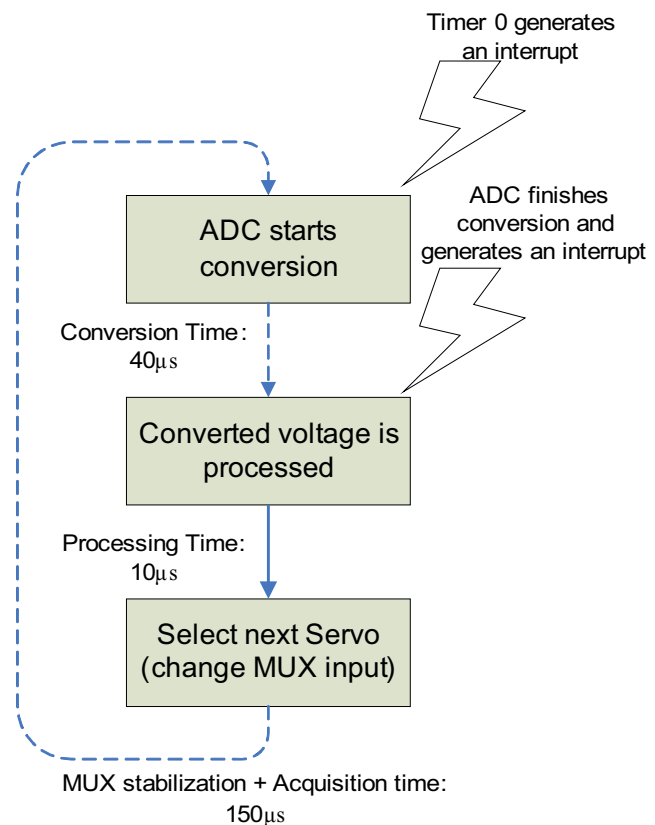 Timer 0 generates
an interrupt
ADC starts
conversion
ADC finishes
conversion and
generates an interrupt
Conversion Time:
40µs
Converted voltage is
processed
Processing Time:
10µs
Select next Servo
(change MUX input)
MUX stabilization + Acquisition time:
150µs